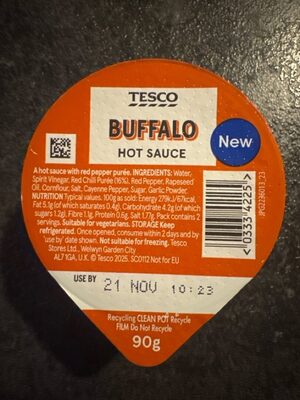 TESCO
BUFFALO
HOT SAUCE
New
A hot sauce with red pepper purée. INGREDIENTS: Water,
Spirit Vinegar, Red Chilli Purée (16%), Red Pepper, Rapeseed
Oil, Cornflour, Salt, Cayenne Pepper, Sugar, Garlic Powder.
NUTRITION Typical values. 100g as sold: Energy 279kJ/67kcal,
Fat 5.1g (of which saturates 0.4g), Carbohydrate 4.2g (of which
sugars 1.2g), Fibre 1.1g, Protein 0.6g, Salt 1.77g. Pack contains 2
servings. Suitable for vegetarians. STORAGE Keep
refrigerated. Once opened, consume within 2 days and by
'use by' date shown. Not suitable for freezing. Tesco
Stores Ltd., Welwyn Garden City
AL7 1GA, U.K. © Tesco 2025. SC0112 Not for EU
(03334225)
USE BY 21 NOV 10:23
Recycling CLEAN POT Recycle
FILM Do Not Recycle
90g